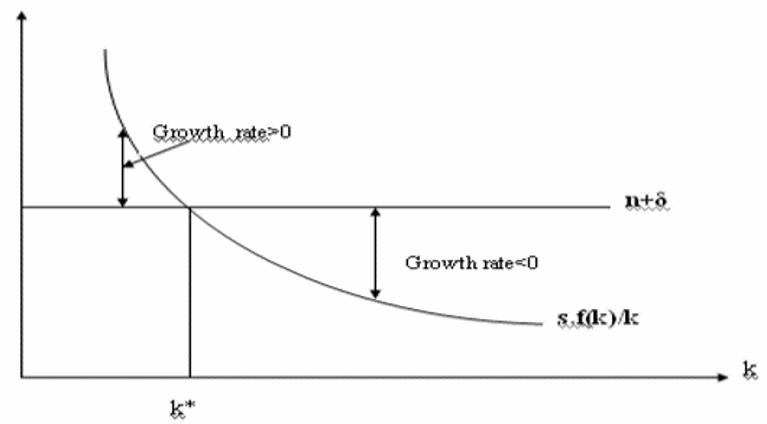 Growth rate>0
n+δ
Growth rate<0
s.f(k)/k
k
k*